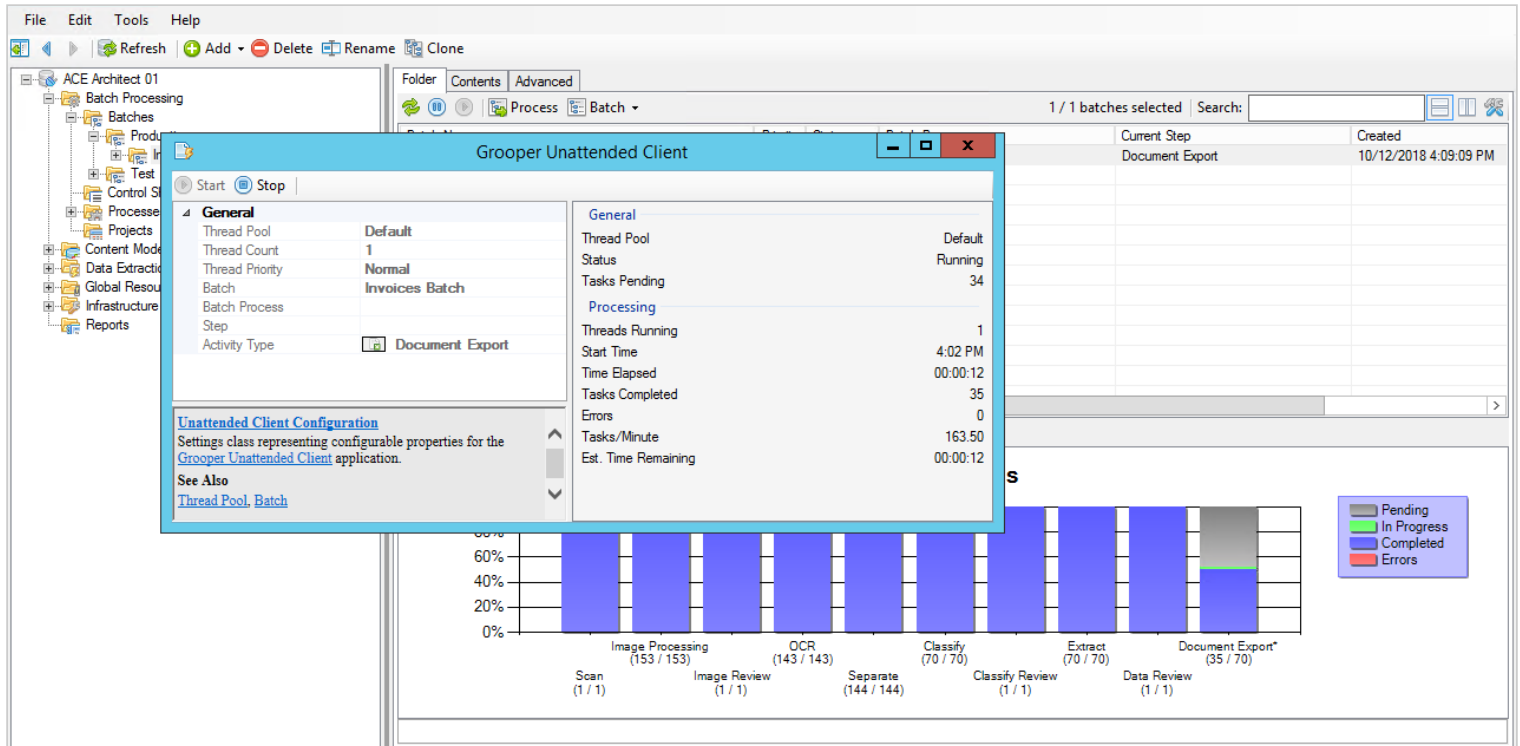 File Edit Tools Help
Refresh Add Delete Rename Clone
ACE Architect 01
Batch Processing
Batches
Test
Projects
Reports
Folder Contents Advanced
Process Batch 1 / 1 batches selected Search:
Current Step Created
Document Export 10/12/2018 4:09:09 PM
Grooper Unattended Client
Start Stop
General
Thread Pool Default
Thread Count 1
Thread Priority Normal
Batch Invoices Batch
Batch Process
Step
Activity Type Document Export
Unattended Client Configuration
Settings class representing configurable properties for the
Grooper Unattended Client application.
See Also
Thread Pool, Batch
General
Thread Pool Default
Status Running
Tasks Pending 34
Processing
Threads Running 1
Start Time 4:02 PM
Time Elapsed 00:00:12
Tasks Completed 35
Errors 0
Tasks/Minute 163.50
Est. Time Remaining 00:00:12
Infrastructure
60%
40%
20%
0%
Scan
(1 / 1)
Image Processing
(153 / 153)
Image Review
(1 / 1)
OCR
(143 / 143)
Separate
(144 / 144)
Classify
(70 / 70)
Classify Review
(1 / 1)
Extract
(70 / 70)
Data Review
(1 / 1)
Document Export*
(35 / 70)
Pending
In Progress
Completed
Errors